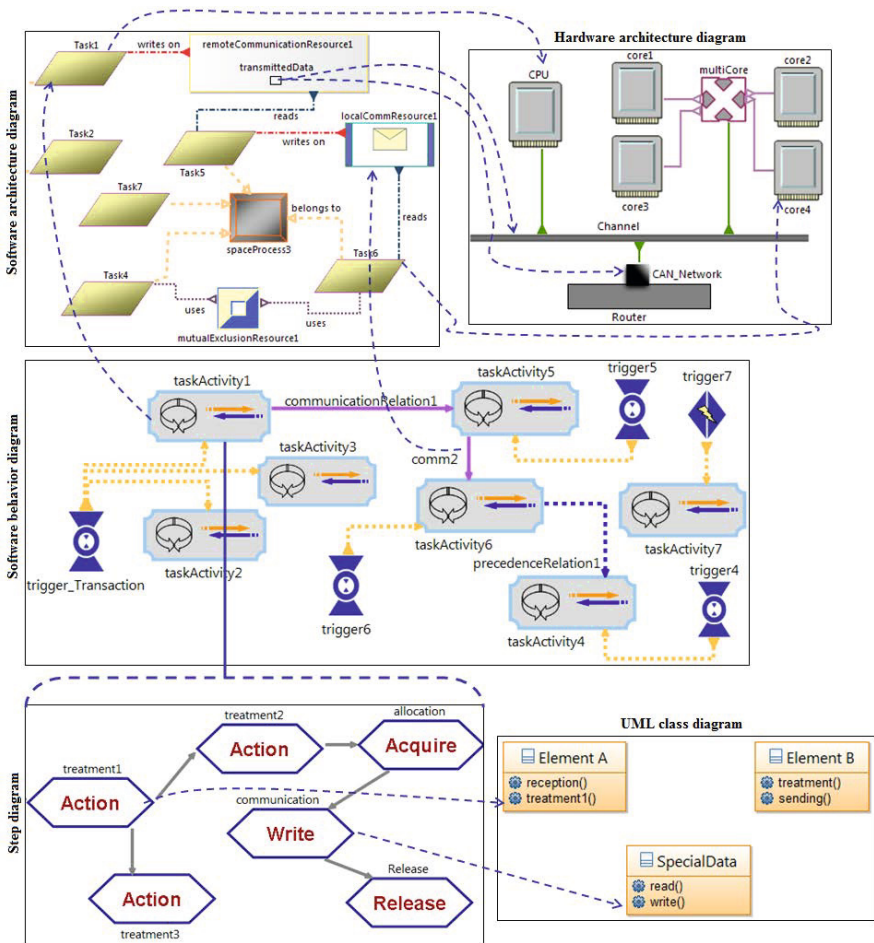 Software architecture diagram
Task1
writes on
remoteCommunicationResource1
transmittedData
reads
localCommResource1
Task2
writes on
Task5
Task7
belongs to
reads
spaceProcess3
Task4
Task6
uses
uses
mutualExclusionResource1
Hardware architecture diagram
core1
multiCore
core2
CPU
core3
core4
Channel
CAN_Network
Router
Software behavior diagram
taskActivity1
communicationRelation1
taskActivity5
trigger5
trigger7
taskActivity3
comm2
taskActivity2
trigger_Transaction
taskActivity6
taskActivity7
precedenceRelation1
trigger4
trigger6
taskActivity4
Step diagram
treatment2
allocation
Action
Acquire
treatment1
Action
communication
Write
Release
Action
Release
treatment3
UML class diagram
Element A
reception()
treatment1()
Element B
treatment()
sending()
SpecialData
read()
write()